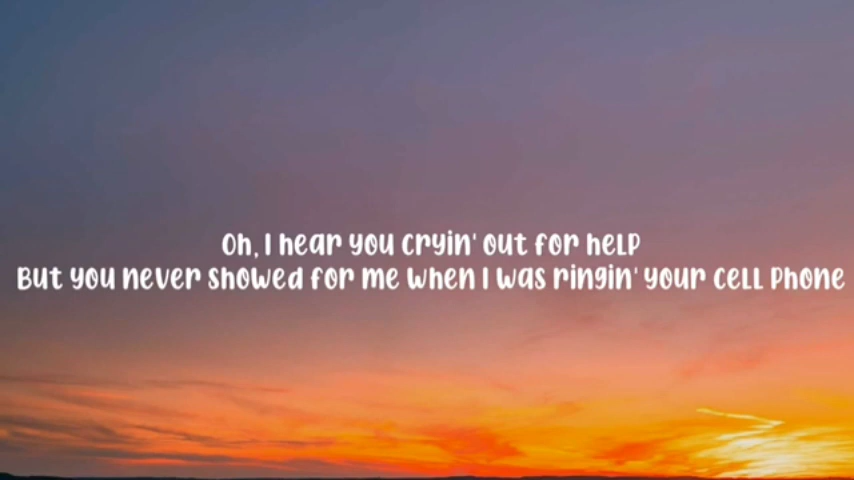 Oh, I hear you cryin' out for help
But you never showed for me when I was ringin' your cell phone